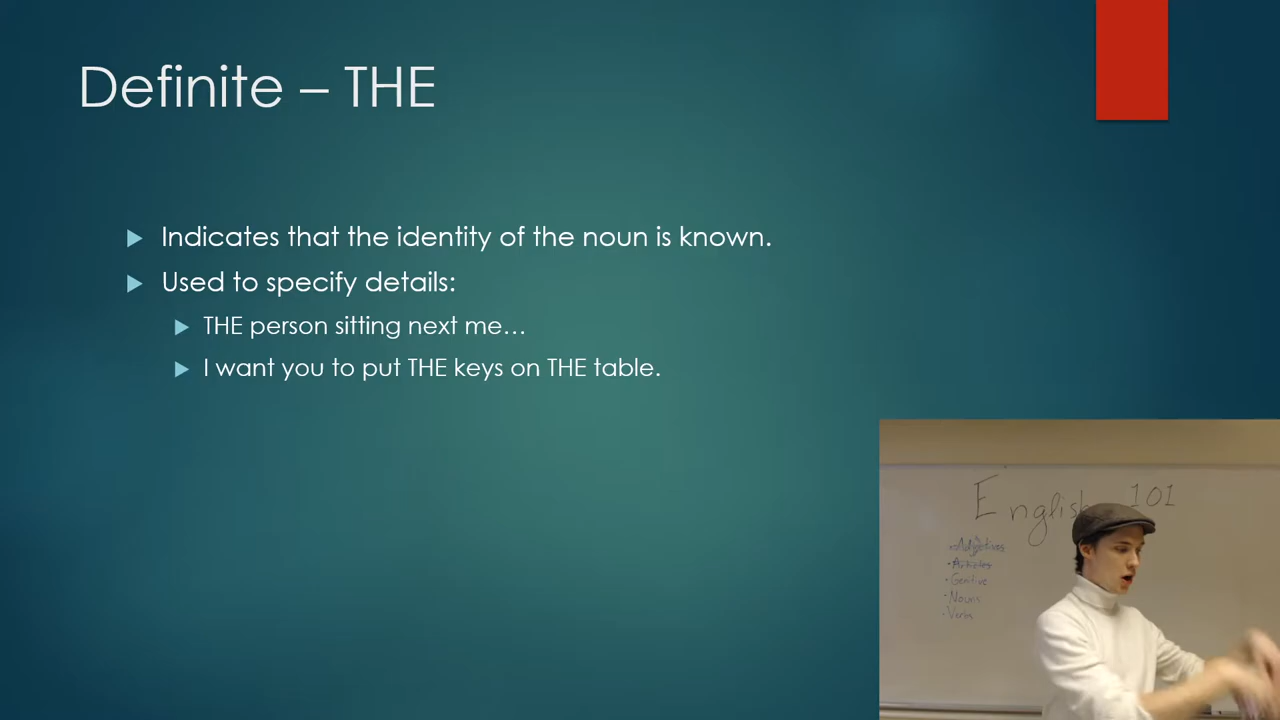 Definite – THE
Indicates that the identity of the noun is known.
Used to specify details:
THE person sitting next me…
I want you to put THE keys on THE table.
English 101
Adjectives
Articles
Genitive
Nouns
Verbs